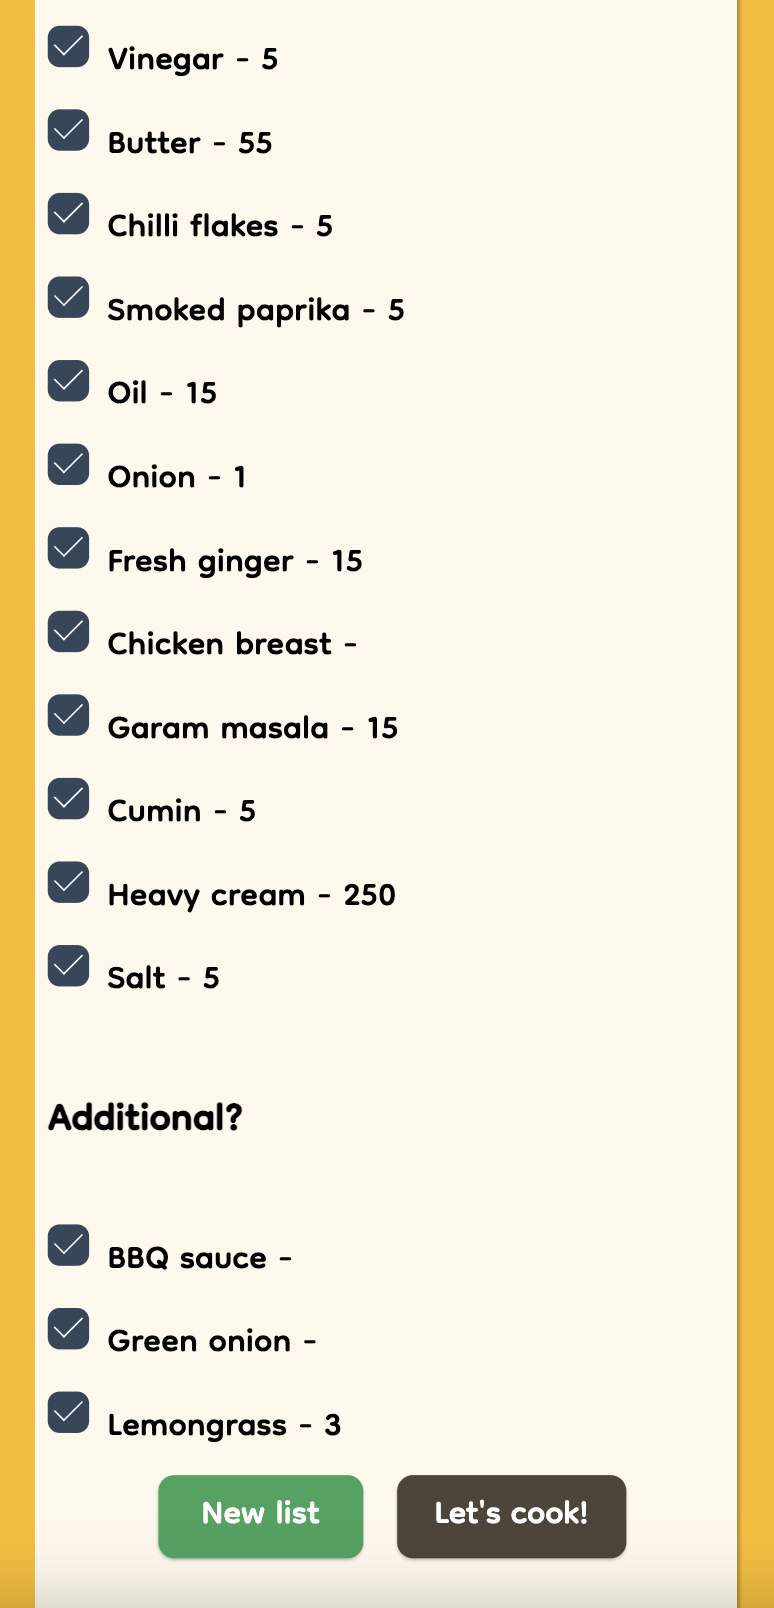 Vinegar - 5
Butter - 55
Chilli flakes - 5
Smoked paprika - 5
Oil - 15
Onion - 1
Fresh ginger - 15
Chicken breast -
Garam masala - 15
Cumin - 5
Heavy cream - 250
Salt - 5
Additional?
BBQ sauce -
Green onion -
Lemongrass - 3
New list Let's cook!